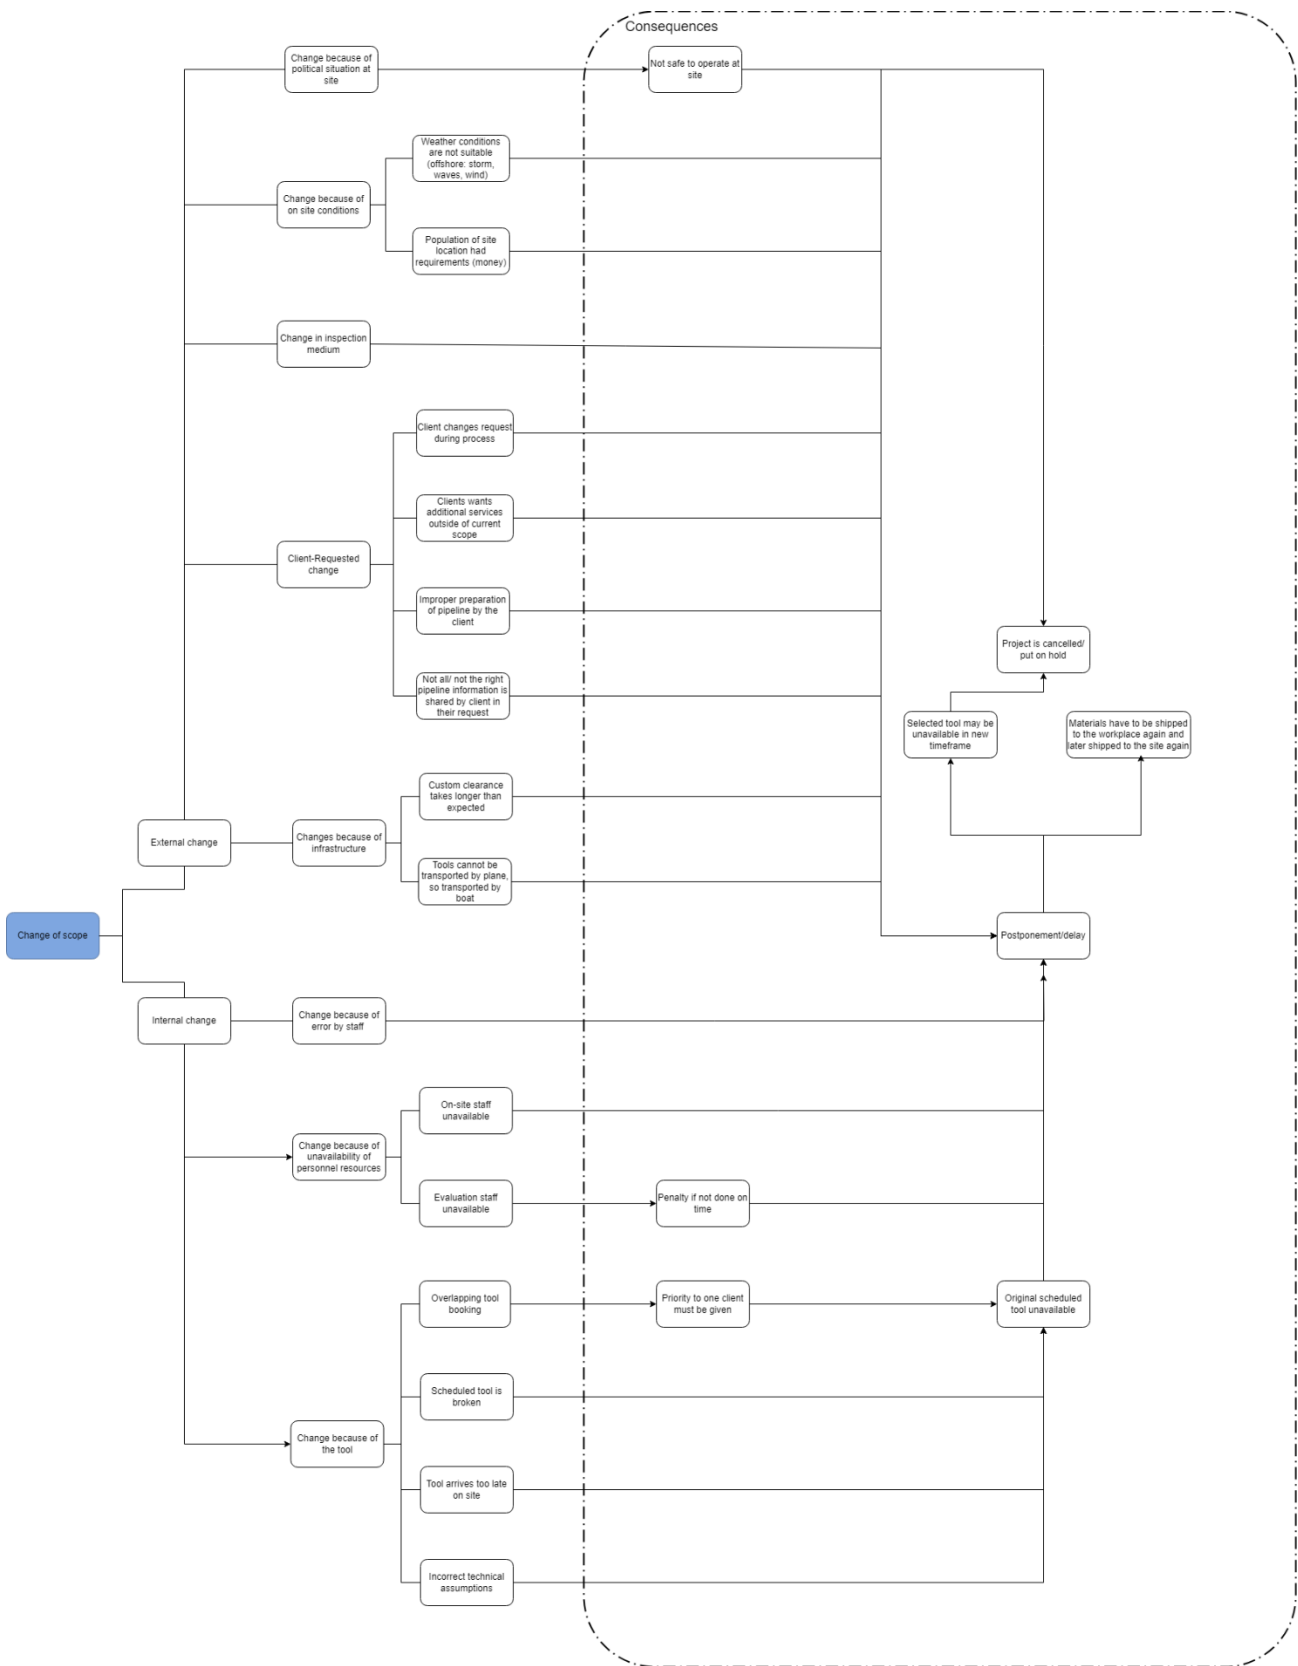 Consequences
Change because of
political situation at
site
Not safe to operate at
site
Weather conditions
are not suitable
(offshore: storm,
waves, wind)
Change because of
on site conditions
Population of site
location had
requirements (money)
Change in inspection
medium
Client changes request
during process
Clients wants
additional services
outside of current
scope
Client-Requested
change
Improper preparation
of pipeline by the
client
Not all/ not the right
pipeline information is
shared by client in
their request
Project is cancelled/
put on hold
Selected tool may be
unavailable in new
timeframe
Materials have to be shipped
to the workplace again and
later shipped to the site again
Custom clearance
takes longer than
expected
External change
Changes because of
infrastructure
Tools cannot be
transported by plane,
so transported by
boat
Change of scope
Postponement/delay
Internal change
Change because of
error by staff
On-site staff
unavailable
Change because of
unavailability of
personnel resources
Evaluation staff
unavailable
Penalty if not done on
time
Overlapping tool
booking
Priority to one client
must be given
Original scheduled
tool unavailable
Scheduled tool is
broken
Change because of
the tool
Tool arrives too late
on site
Incorrect technical
assumptions